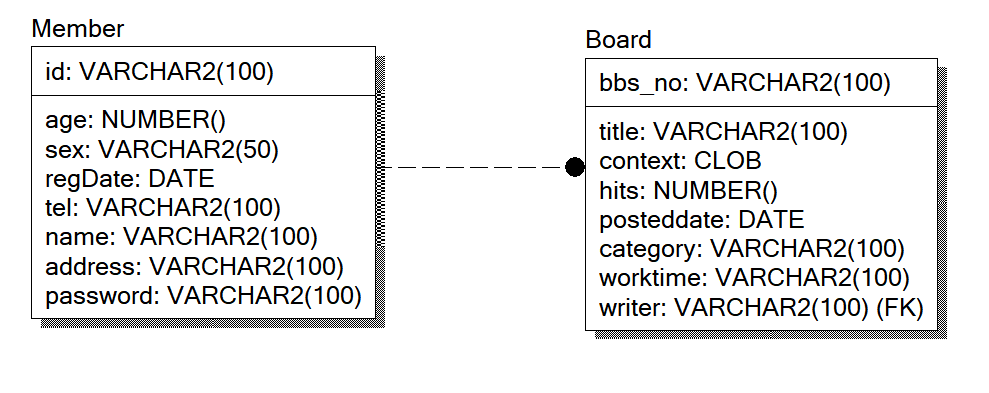 Member
id: VARCHAR2(100)
age: NUMBER()
sex: VARCHAR2(50)
regDate: DATE
tel: VARCHAR2(100)
name: VARCHAR2(100)
address: VARCHAR2(100)
password: VARCHAR2(100)
Board
bbs_no: VARCHAR2(100)
title: VARCHAR2(100)
context: CLOB
hits: NUMBER()
posteddate: DATE
category: VARCHAR2(100)
worktime: VARCHAR2(100)
writer: VARCHAR2(100) (FK)